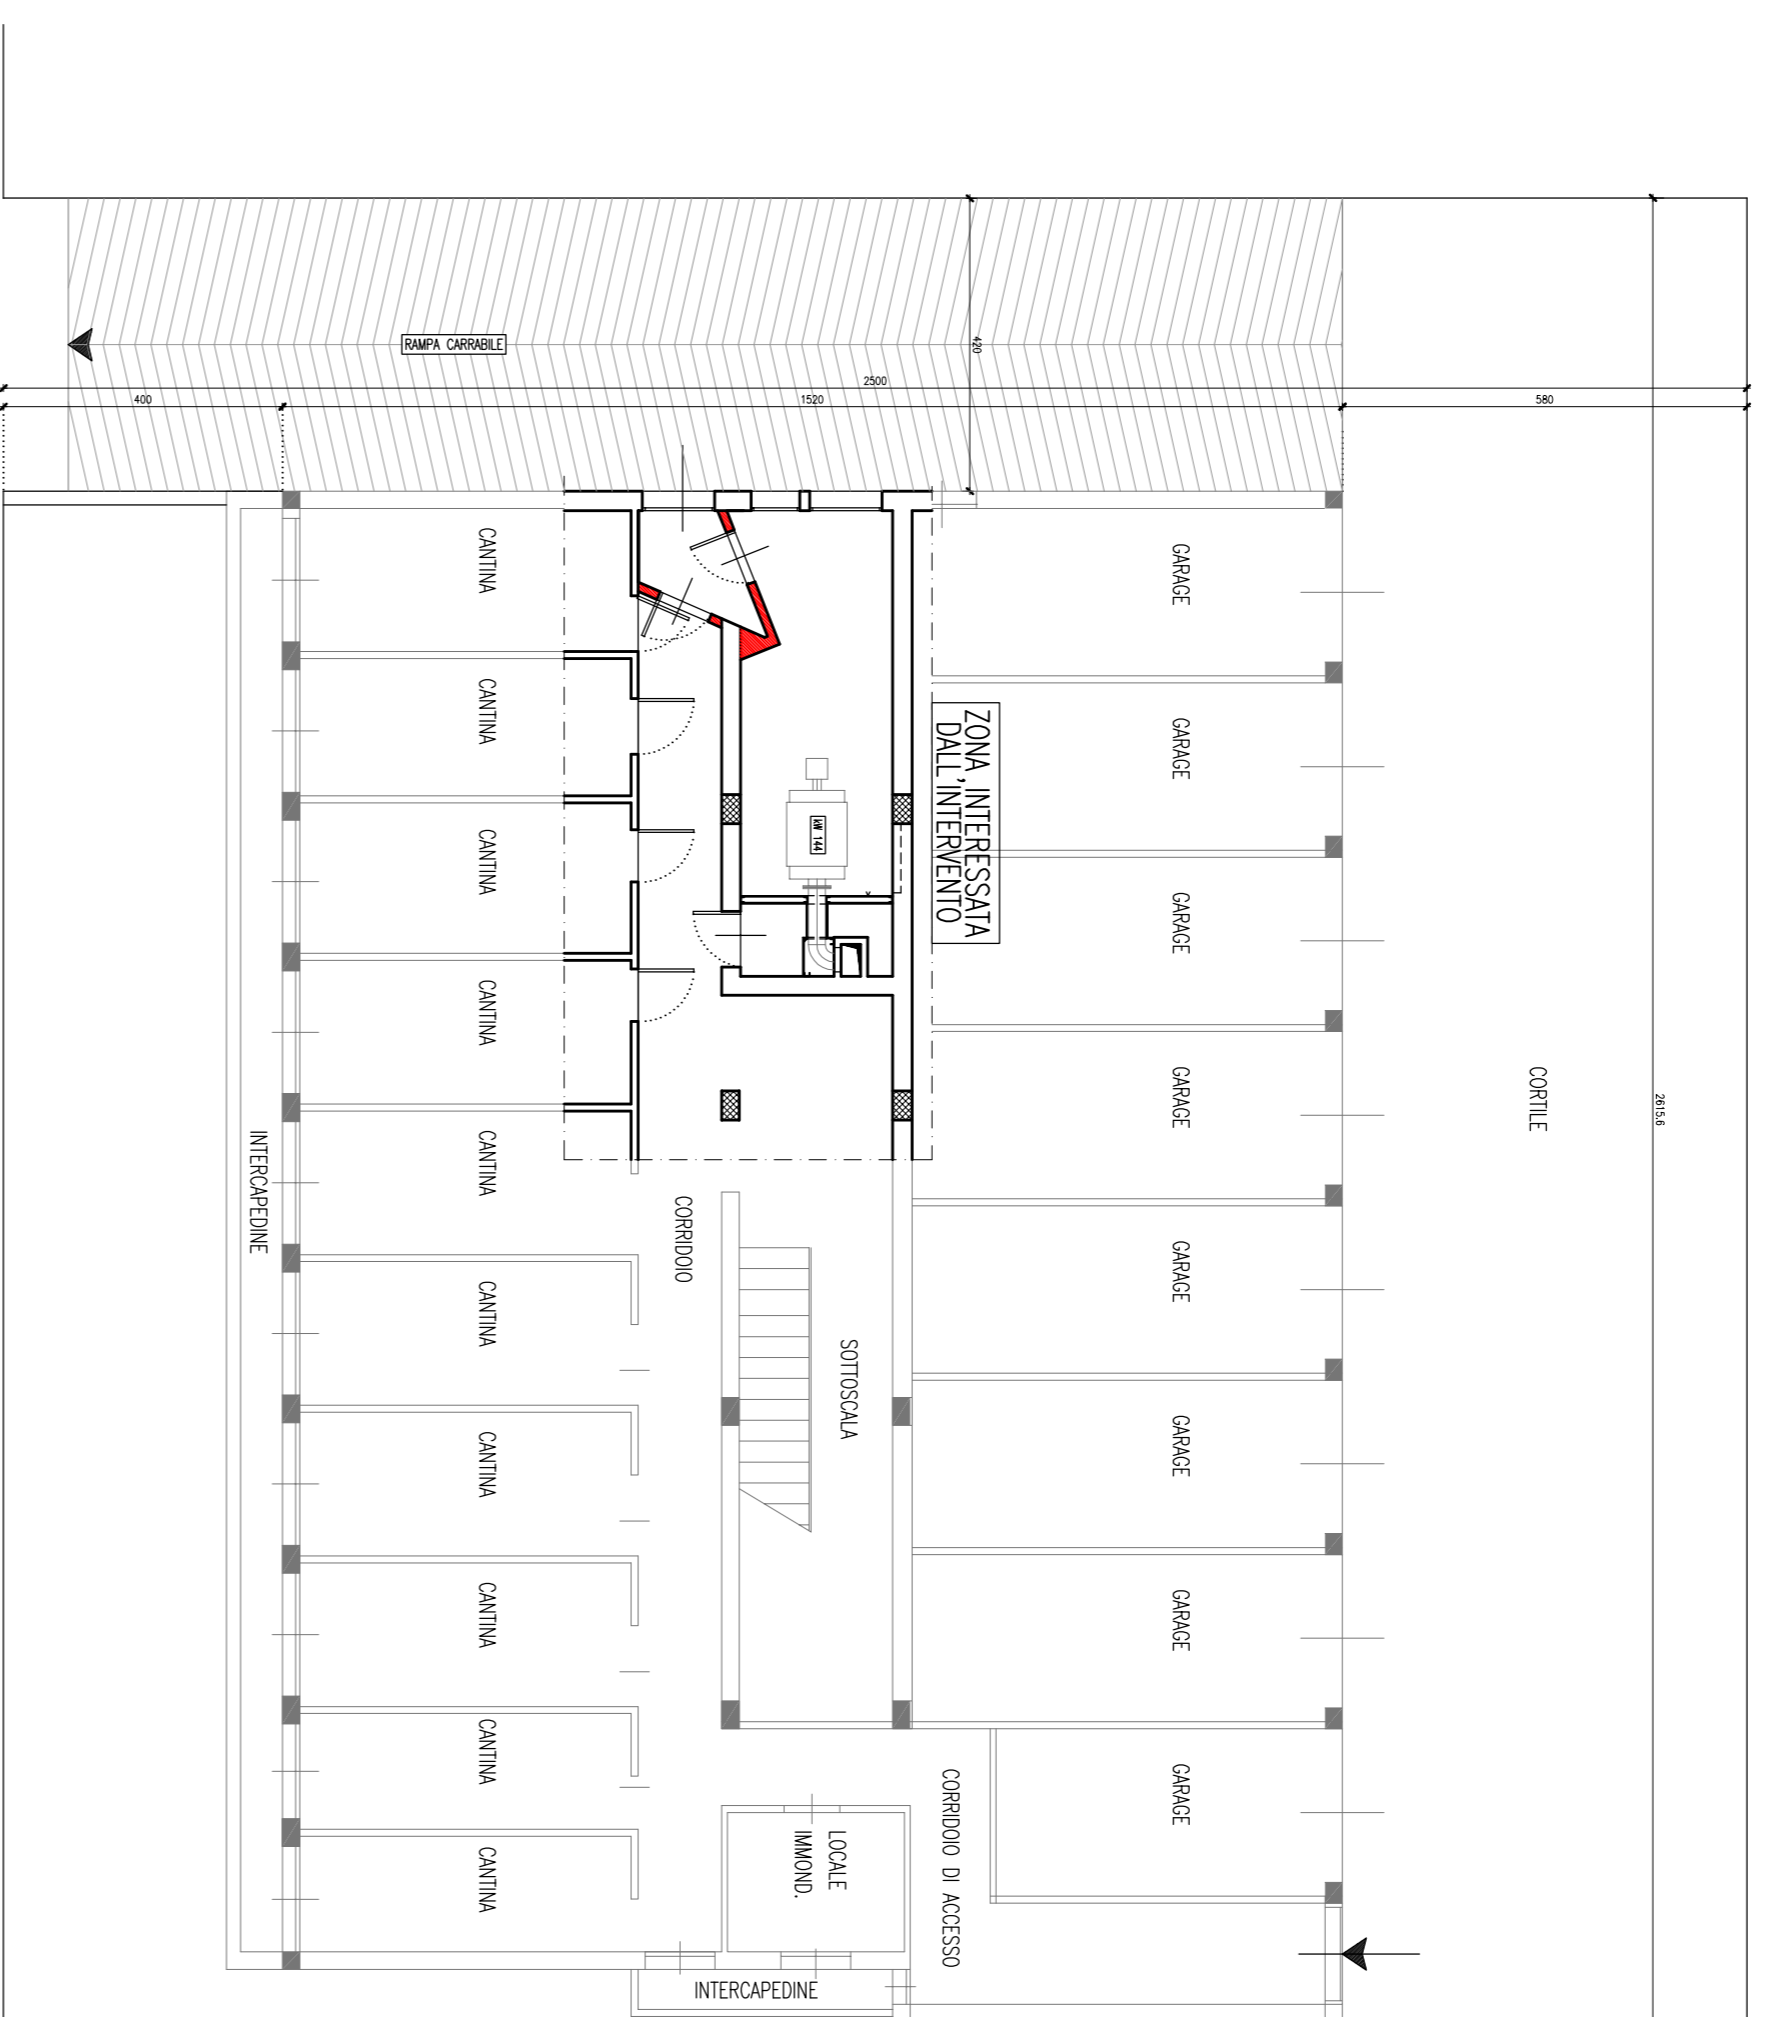 RAMPA CARRABILE
420
2500
400
1520
580
CANTINA
GARAGE
CANTINA
GARAGE
ZONA INTERESSATA
DALL'INTERVENTO
kW 144
CANTINA
GARAGE
CANTINA
GARAGE
CORTILE
2615.6
CANTINA
INTERCAPEDINE
CORRIDOIO
GARAGE
CANTINA
SOTTOSCALA
GARAGE
CANTINA
GARAGE
CANTINA
CANTINA
GARAGE
CORRIDOIO DI ACCESSO
LOCALE
IMMOND.
CANTINA
INTERCAPEDINE